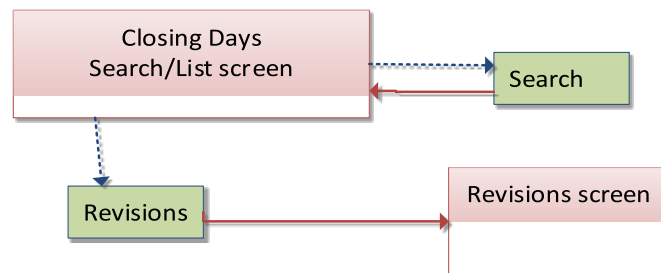 Closing Days
Search/List screen
Search
Revisions
Revisions screen